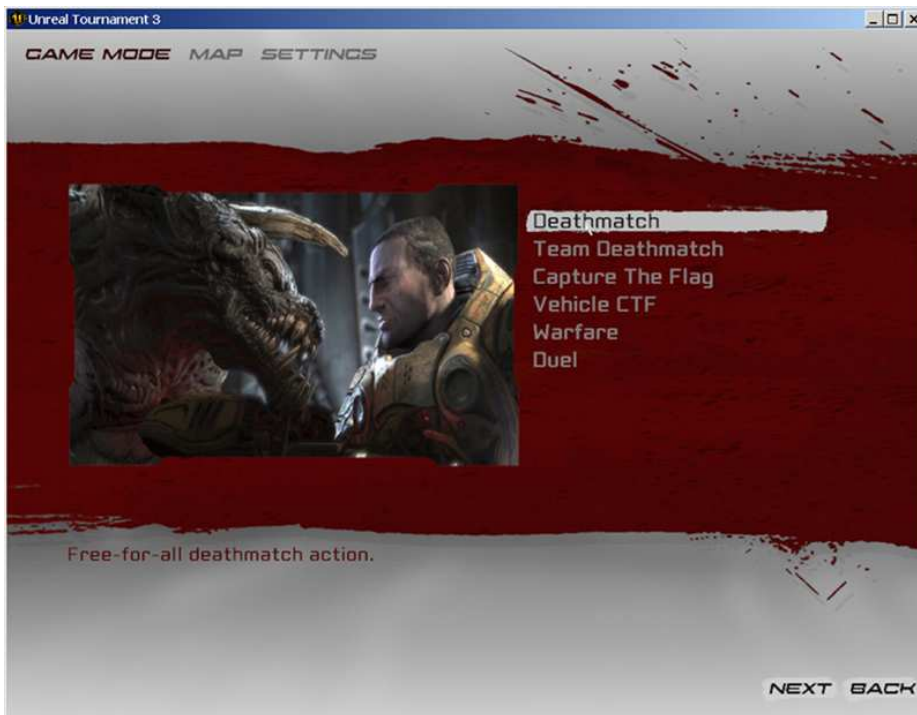 Unreal Tournament 3
GAME MODE MAP SETTINGS
Deathmatch
Team Deathmatch
Capture The Flag
Vehicle CTF
Warfare
Duel
Free-for-all deathmatch action.
NEXT BACK